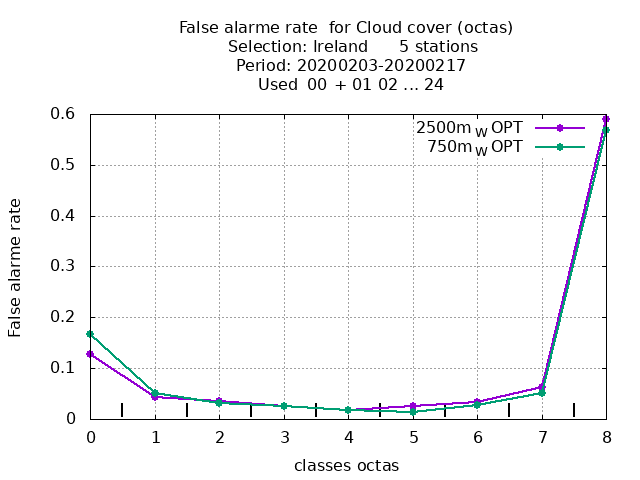 False alarme rate  for Cloud cover (octas)
Selection: Ireland      5 stations
Period: 20200203-20200217
Used  00  + 01 02 ... 24
2500m W OPT
750m W OPT
0.6
0.5
0.4
0.3
0.2
0.1
0
False alarme rate
0 1 2 3 4 5 6 7 8
classes octas